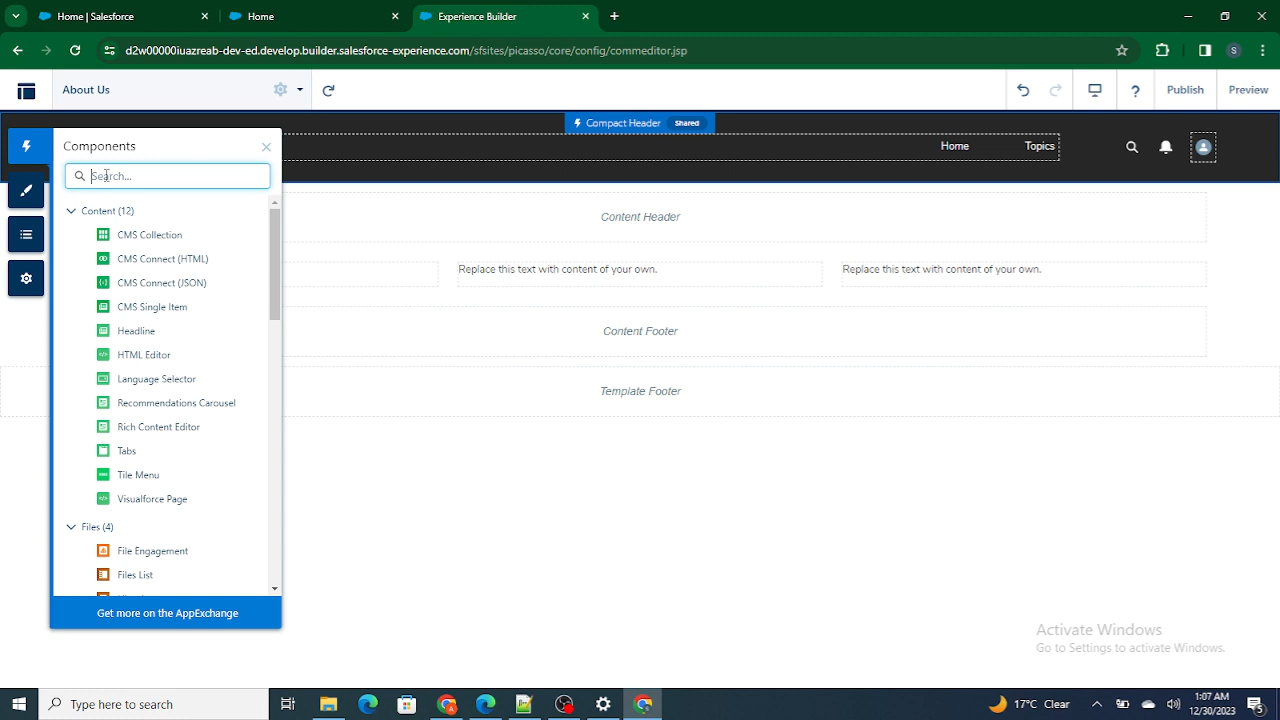 Home | Salesforce
Home
Experience Builder
d2w00000iuazreab-dev-ed.develop.builder.salesforce-experience.com/sfsites/picasso/core/config/commeditor.jsp
S
About Us
Publish
Preview
Compact Header Shared
Components
Home
Topics
Search...
Content (12)
CMS Collection
CMS Connect (HTML)
CMS Connect (JSON)
CMS Single Item
Headline
HTML Editor
Language Selector
Recommendations Carousel
Rich Content Editor
Tabs
Tile Menu
Visualforce Page
Files (4)
File Engagement
Files List
Get more on the AppExchange
Content Header
Replace this text with content of your own.
Replace this text with content of your own.
Content Footer
Template Footer
Activate Windows
Go to Settings to activate Windows.
Type here to search
17°C Clear
1:07 AM
12/30/2023
5